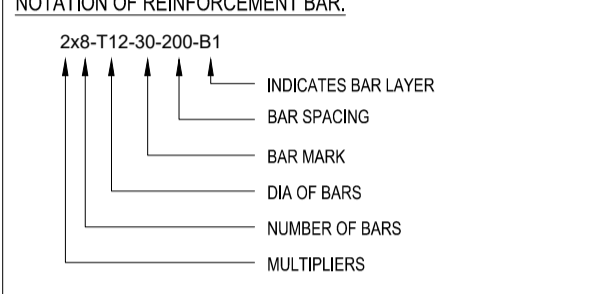 NOTATION OF REINFORCEMENT BAR.
2x8-T12-30-200-B1
INDICATES BAR LAYER
BAR SPACING
BAR MARK
DIA OF BARS
NUMBER OF BARS
MULTIPLIERS